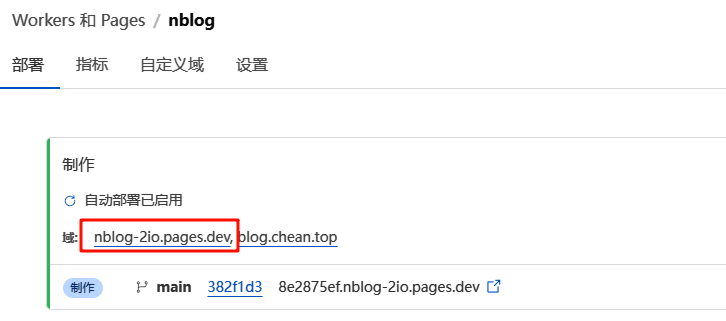 Workers 和 Pages / nblog
部署 指标 自定义域 设置
制作
自动部署已启用
域: nblog-2io.pages.dev, blog.chean.top
制作 main 382f1d3 8e2875ef.nblog-2io.pages.dev